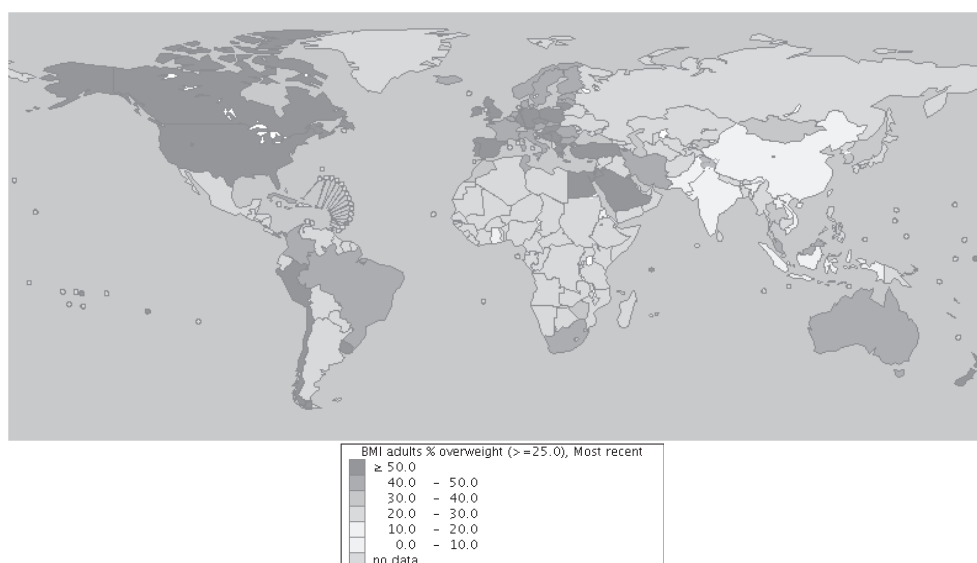 BMI adults % overweight (>=25.0), Most recent
≥ 50.0
40.0 - 50.0
30.0 - 40.0
20.0 - 30.0
10.0 - 20.0
0.0 - 10.0
no data